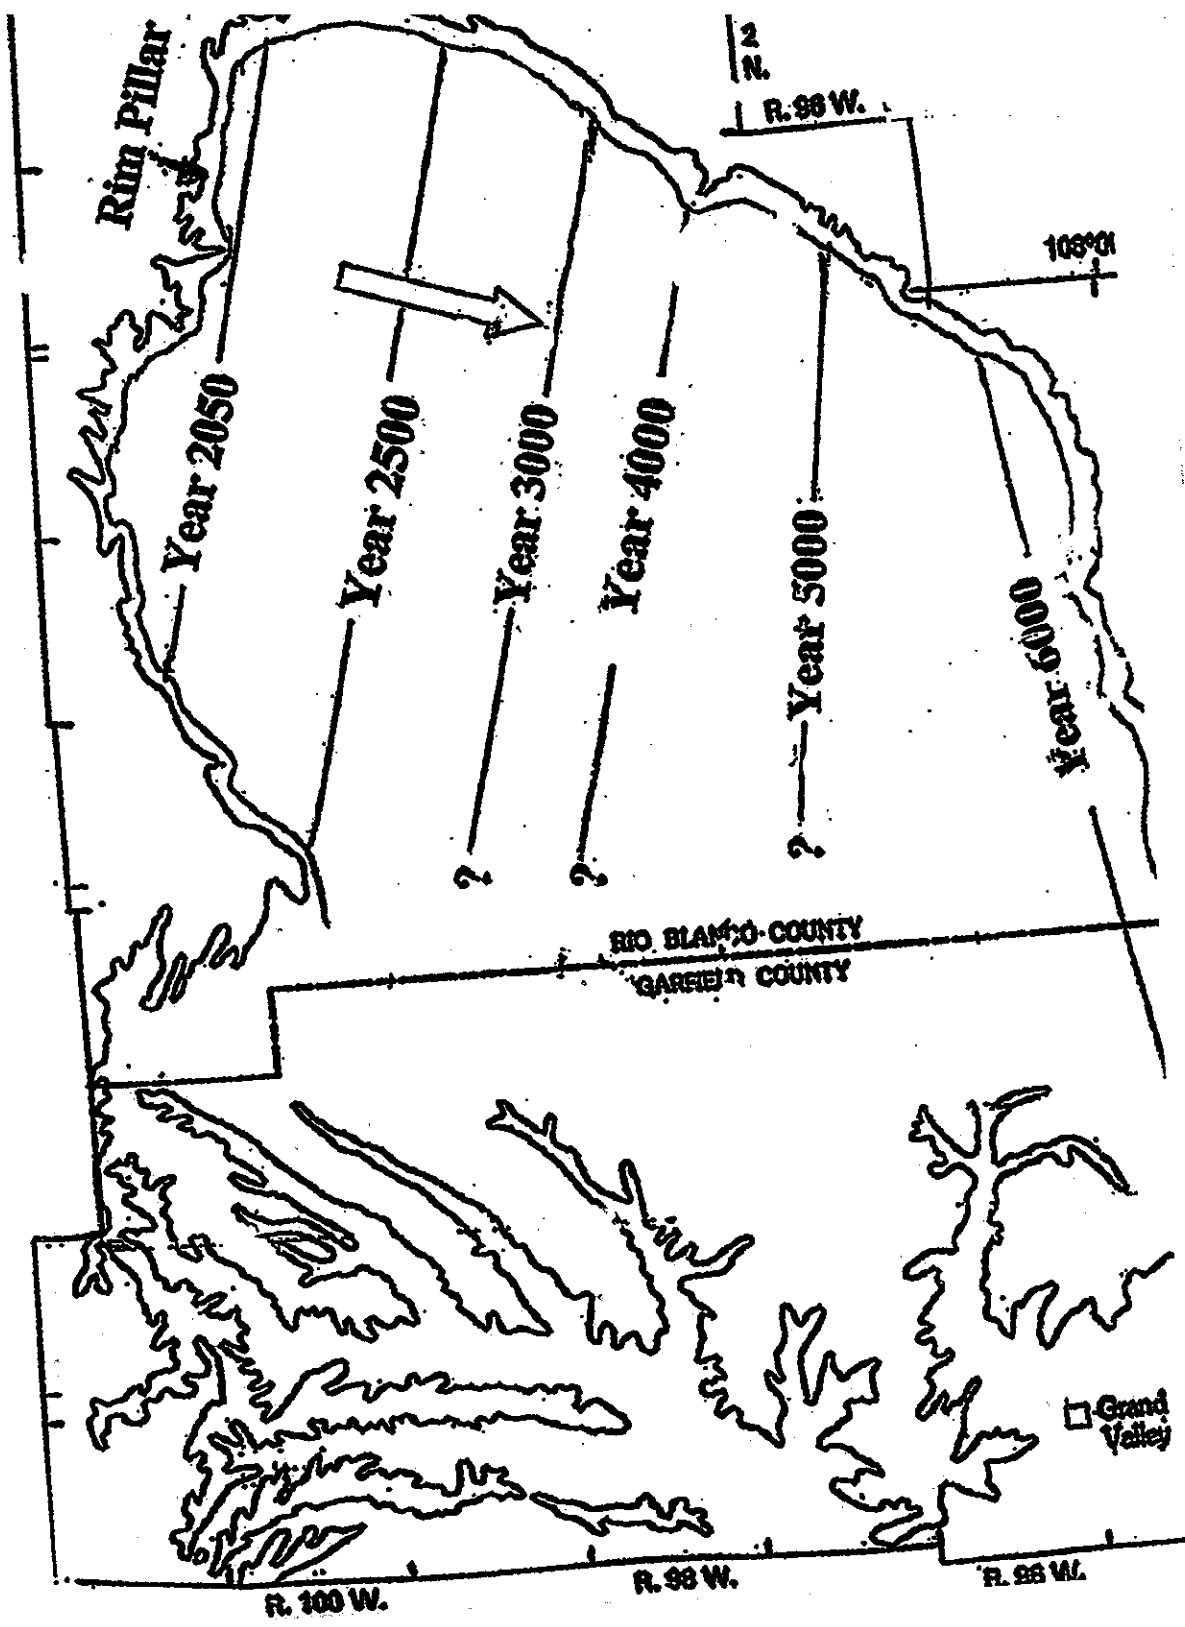 2
N.
R. 98 W.
Rim Pillar
108°01
Year 2050
Year 2500
Year 3000
Year 4000
Year 5000
Year 6000
?
?
?
RIO BLANCO COUNTY
GARFIELD COUNTY
Grand
Valley
R. 100 W.
R. 98 W.
R. 96 W.